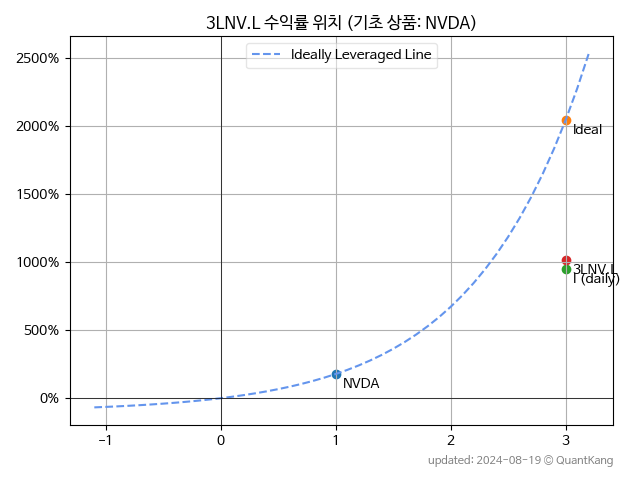 3LNV.L 수익률 위치 (기초 상품: NVDA)
Ideally Leveraged Line
2500%
2000%
1500%
1000%
500%
0%
Ideal
3LNV.L
I (daily)
NVDA
−1
0
1
2
3
updated: 2024-08-19 © QuantKang